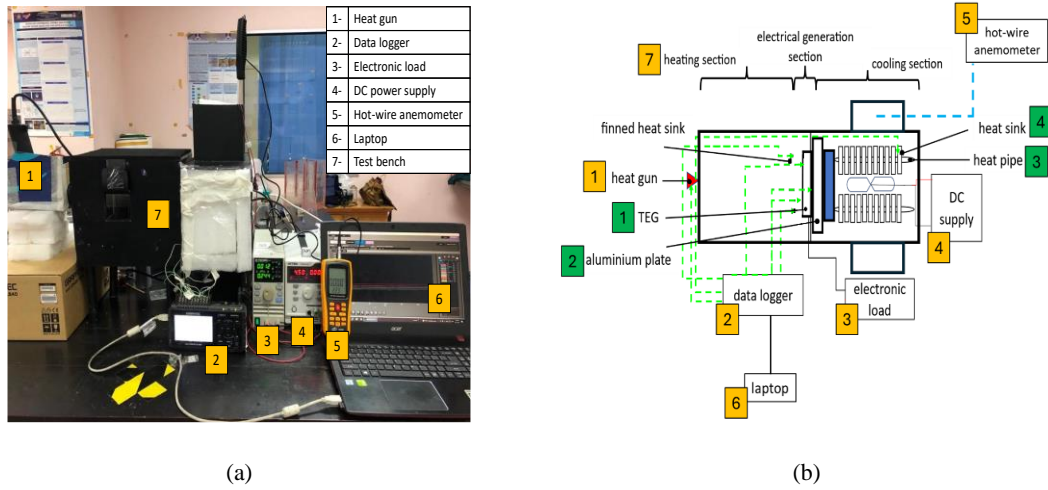 1- Heat gun
2- Data logger
3- Electronic load
4- DC power supply
5- Hot-wire anemometer
6- Laptop
7- Test bench
1
7
2
3
4
5
6
acer
(a)
5
hot-wire
anemometer
electrical generation
section
7 heating section
cooling section
finned heat sink
4
heat sink
heat pipe 3
1 heat gun
1 TEG
DC
supply
4
2 aluminium plate
data logger
2
electronic
load
3
laptop
6
(b)